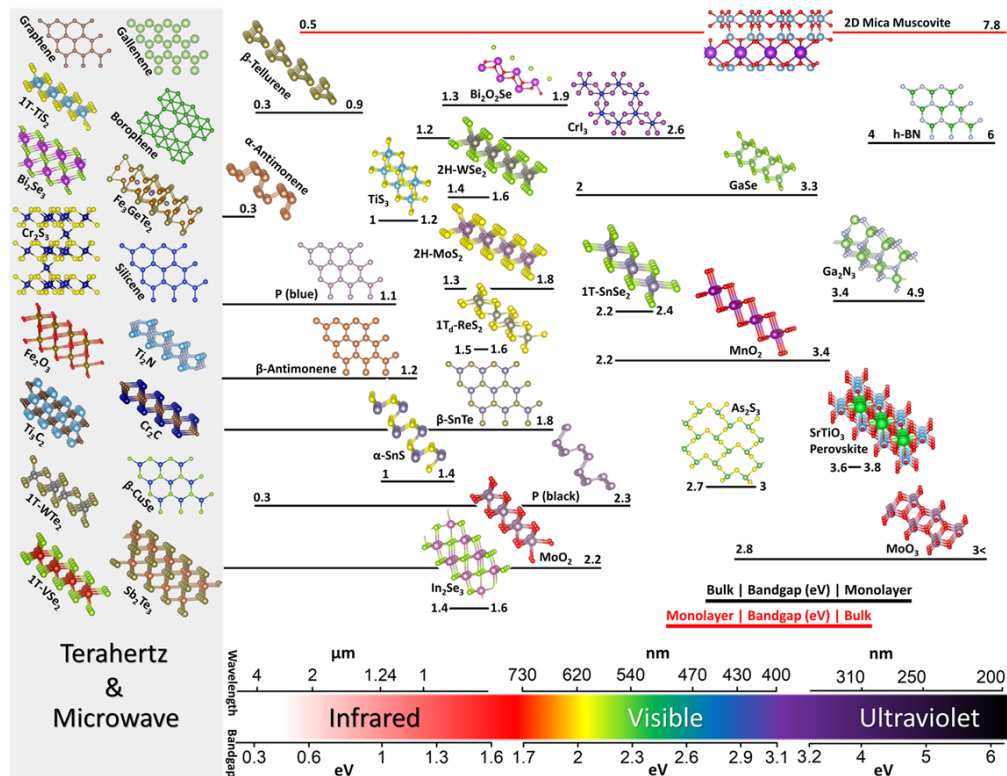 Graphene
Gallenene
1T-TiS2
Borophene
Bi2Se3
Fe3GeTe2
Cr2S3
Silicene
Fe2O3
Ti2N
Ti3C2
Cr2C
1T-WTe2
β-CuSe
1T-VSe2
Sb2Te3
Terahertz
&
Microwave
0.5 2D Mica Muscovite 7.8
β-Tellurene
0.3 0.9
Bi2O2Se
1.3 1.9
CrI3
1.2 2.6
h-BN
4 6
α-Antimonene
0.3
TiS3
1 1.2
2H-WSe2
1.4 1.6
GaSe
2 3.3
2H-MoS2
1.3 1.8
1T-SnSe2
2.2 2.4
Ga2N3
3.4 4.9
P (blue) 1.1
1Td-ReS2
1.5 1.6
MnO2
2.2 3.4
β-Antimonene 1.2
β-SnTe 1.8
α-SnS
1 1.4
As2S3
2.7 3
SrTiO3
Perovskite
3.6 3.8
P (black)
0.3 2.3
MoO2
2.2
MoO3
2.8 3<
In2Se3
1.4 1.6
Bulk | Bandgap (eV) | Monolayer
Monolayer | Bandgap (eV) | Bulk
Wavelength
μm nm nm
4 2 1.24 1 730 620 540 470 430 400 310 250 200
Infrared Visible Ultraviolet
Bandgap
0.3 0.6 1 1.3 1.6 1.7 2 2.3 2.6 2.9 3.1 3.2 4 5 6
eV eV eV